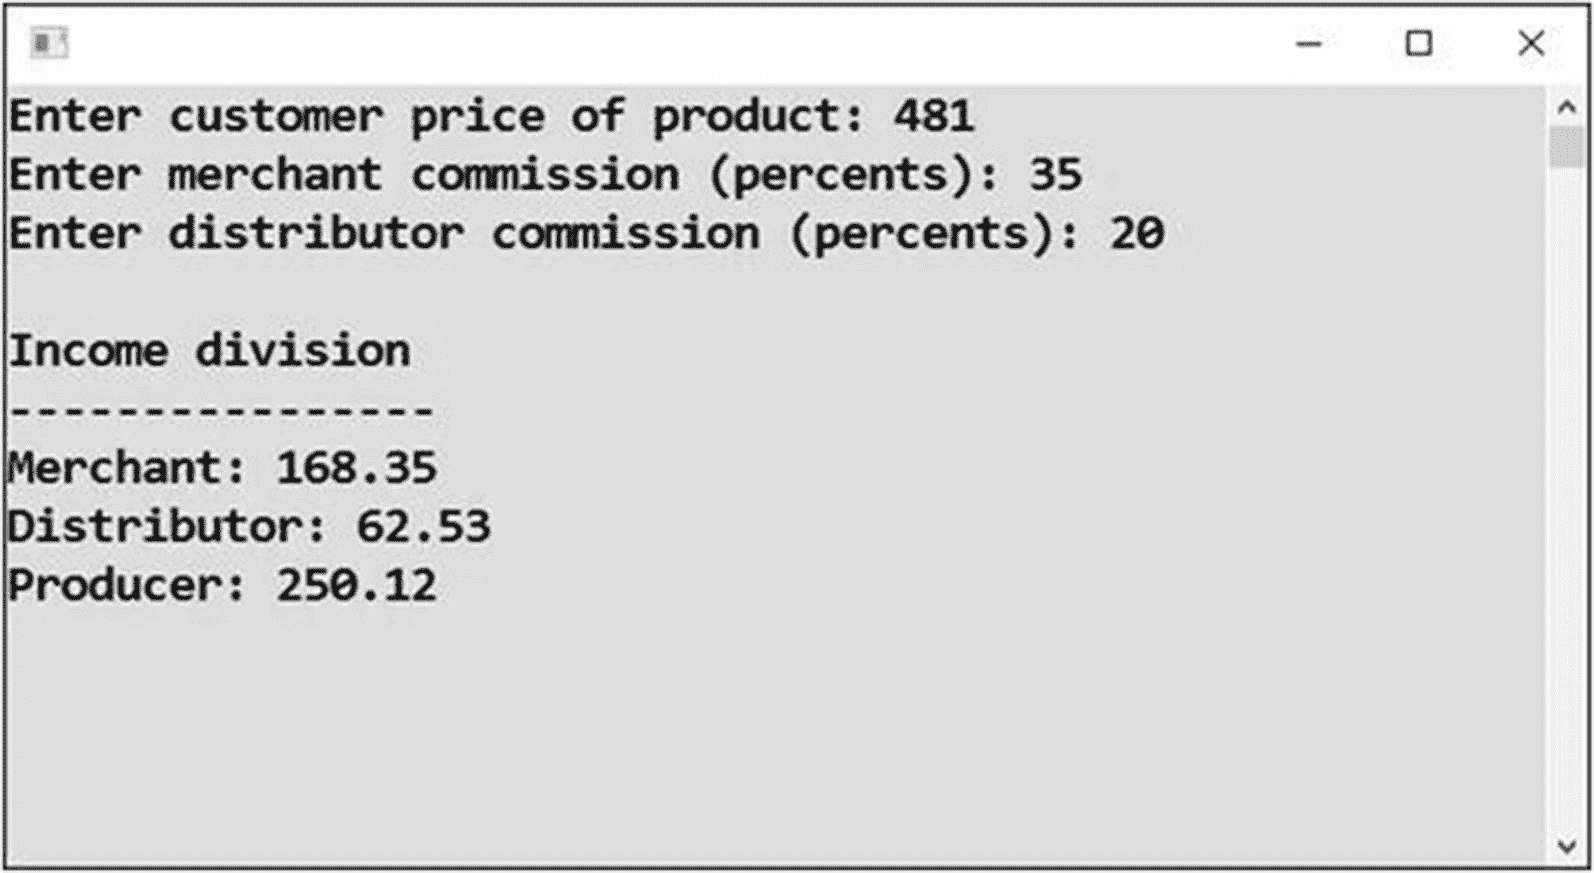 Enter customer price of product: 481
Enter merchant commission (percents): 35
Enter distributor commission (percents): 20
Income division
----------------
Merchant: 168.35
Distributor: 62.53
Producer: 250.12